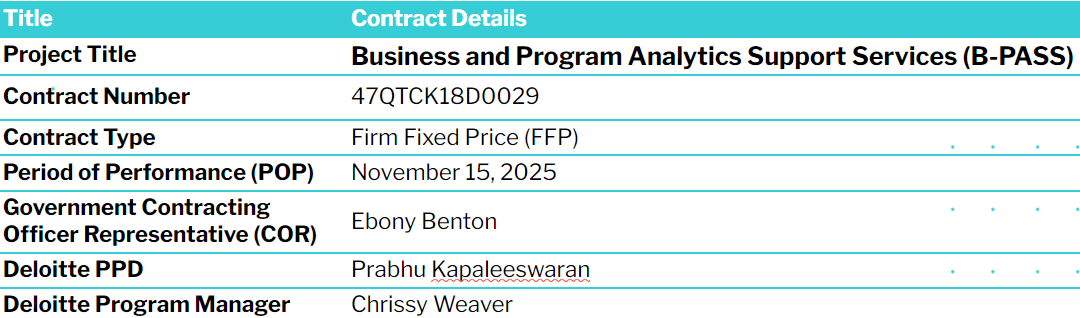 Title Contract Details
Project Title Business and Program Analytics Support Services (B-PASS)
Contract Number 47QTCK18D0029
Contract Type Firm Fixed Price (FFP)
Period of Performance (POP) November 15, 2025
Government Contracting
Officer Representative (COR) Ebony Benton
Deloitte PPD Prabhu Kapaleeswaran
Deloitte Program Manager Chrissy Weaver